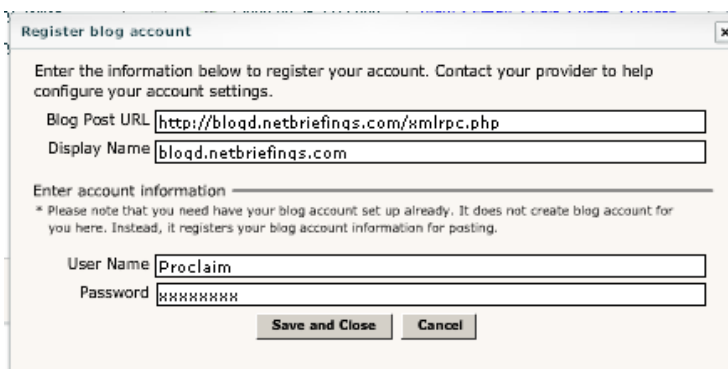 Register blog account
x
Enter the information below to register your account. Contact your provider to help
configure your account settings.
Blog Post URL http://blogd.netbriefings.com/xmlrpc.php
Display Name blogd.netbriefings.com
Enter account information
* Please note that you need have your blog account set up already. It does not create blog account for
you here. Instead, it registers your blog account information for posting.
User Name Proclaim
Password xxxxxxxx
Save and Close Cancel